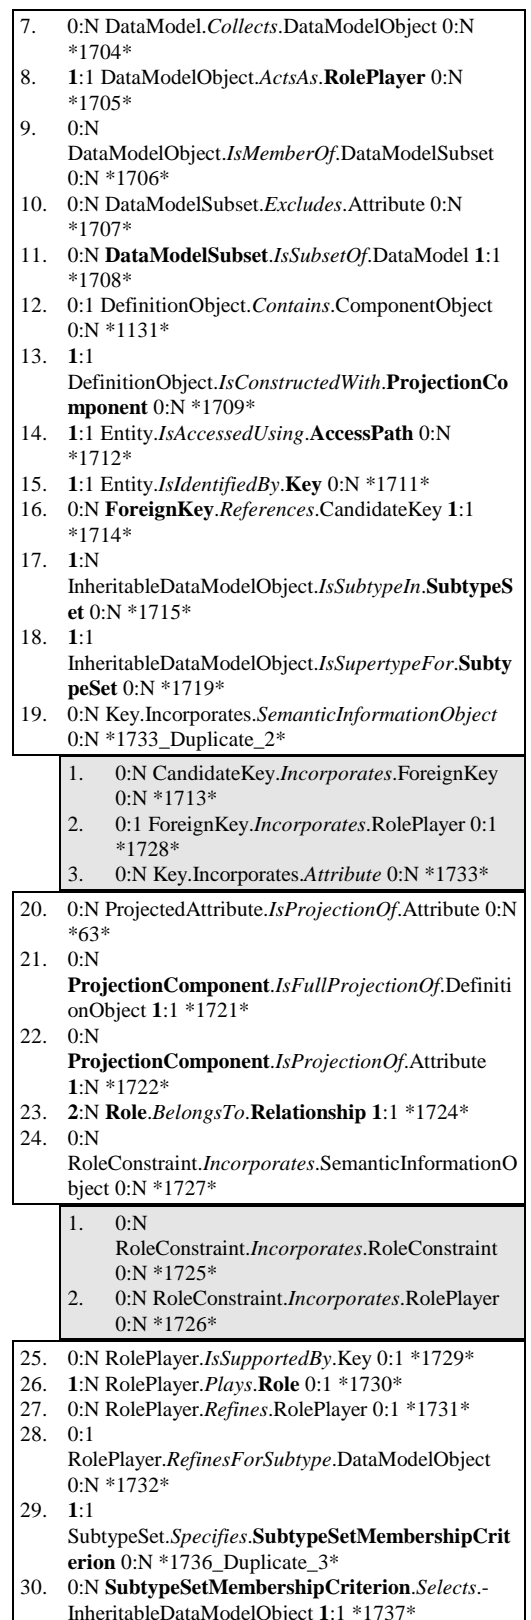 7. 0:N DataModel.Collects.DataModelObject 0:N
*1704*
8. 1:1 DataModelObject.ActsAs.RolePlayer 0:N
*1705*
9. 0:N
DataModelObject.IsMemberOf.DataModelSubset
0:N *1706*
10. 0:N DataModelSubset.Excludes.Attribute 0:N
*1707*
11. 0:N DataModelSubset.IsSubsetOf.DataModel 1:1
*1708*
12. 0:1 DefinitionObject.Contains.ComponentObject
0:N *1131*
13. 1:1
DefinitionObject.IsConstructedWith.ProjectionCo
mponent 0:N *1709*
14. 1:1 Entity.IsAccessedUsing.AccessPath 0:N
*1712*
15. 1:1 Entity.IsIdentifiedBy.Key 0:N *1711*
16. 0:N ForeignKey.References.CandidateKey 1:1
*1714*
17. 1:N
InheritableDataModelObject.IsSubtypeIn.SubtypeS
et 0:N *1715*
18. 1:1
InheritableDataModelObject.IsSupertypeFor.Subty
peSet 0:N *1719*
19. 0:N Key.Incorporates.SemanticInformationObject
0:N *1733_Duplicate_2*
1. 0:N CandidateKey.Incorporates.ForeignKey
0:N *1713*
2. 0:1 ForeignKey.Incorporates.RolePlayer 0:1
*1728*
3. 0:N Key.Incorporates.Attribute 0:N *1733*
20. 0:N ProjectedAttribute.IsProjectionOf.Attribute 0:N
*63*
21. 0:N
ProjectionComponent.IsFullProjectionOf.Definiti
onObject 1:1 *1721*
22. 0:N
ProjectionComponent.IsProjectionOf.Attribute
1:N *1722*
23. 2:N Role.BelongsTo.Relationship 1:1 *1724*
24. 0:N
RoleConstraint.Incorporates.SemanticInformationO
bject 0:N *1727*
1. 0:N
RoleConstraint.Incorporates.RoleConstraint
0:N *1725*
2. 0:N RoleConstraint.Incorporates.RolePlayer
0:N *1726*
25. 0:N RolePlayer.IsSupportedBy.Key 0:1 *1729*
26. 1:N RolePlayer.Plays.Role 0:1 *1730*
27. 0:N RolePlayer.Refines.RolePlayer 0:1 *1731*
28. 0:1
RolePlayer.RefinesForSubtype.DataModelObject
0:N *1732*
29. 1:1
SubtypeSet.Specifies.SubtypeSetMembershipCrit
erion 0:N *1736_Duplicate_3*
30. 0:N SubtypeSetMembershipCriterion.Selects.-
InheritableDataModelObject 1:1 *1737*